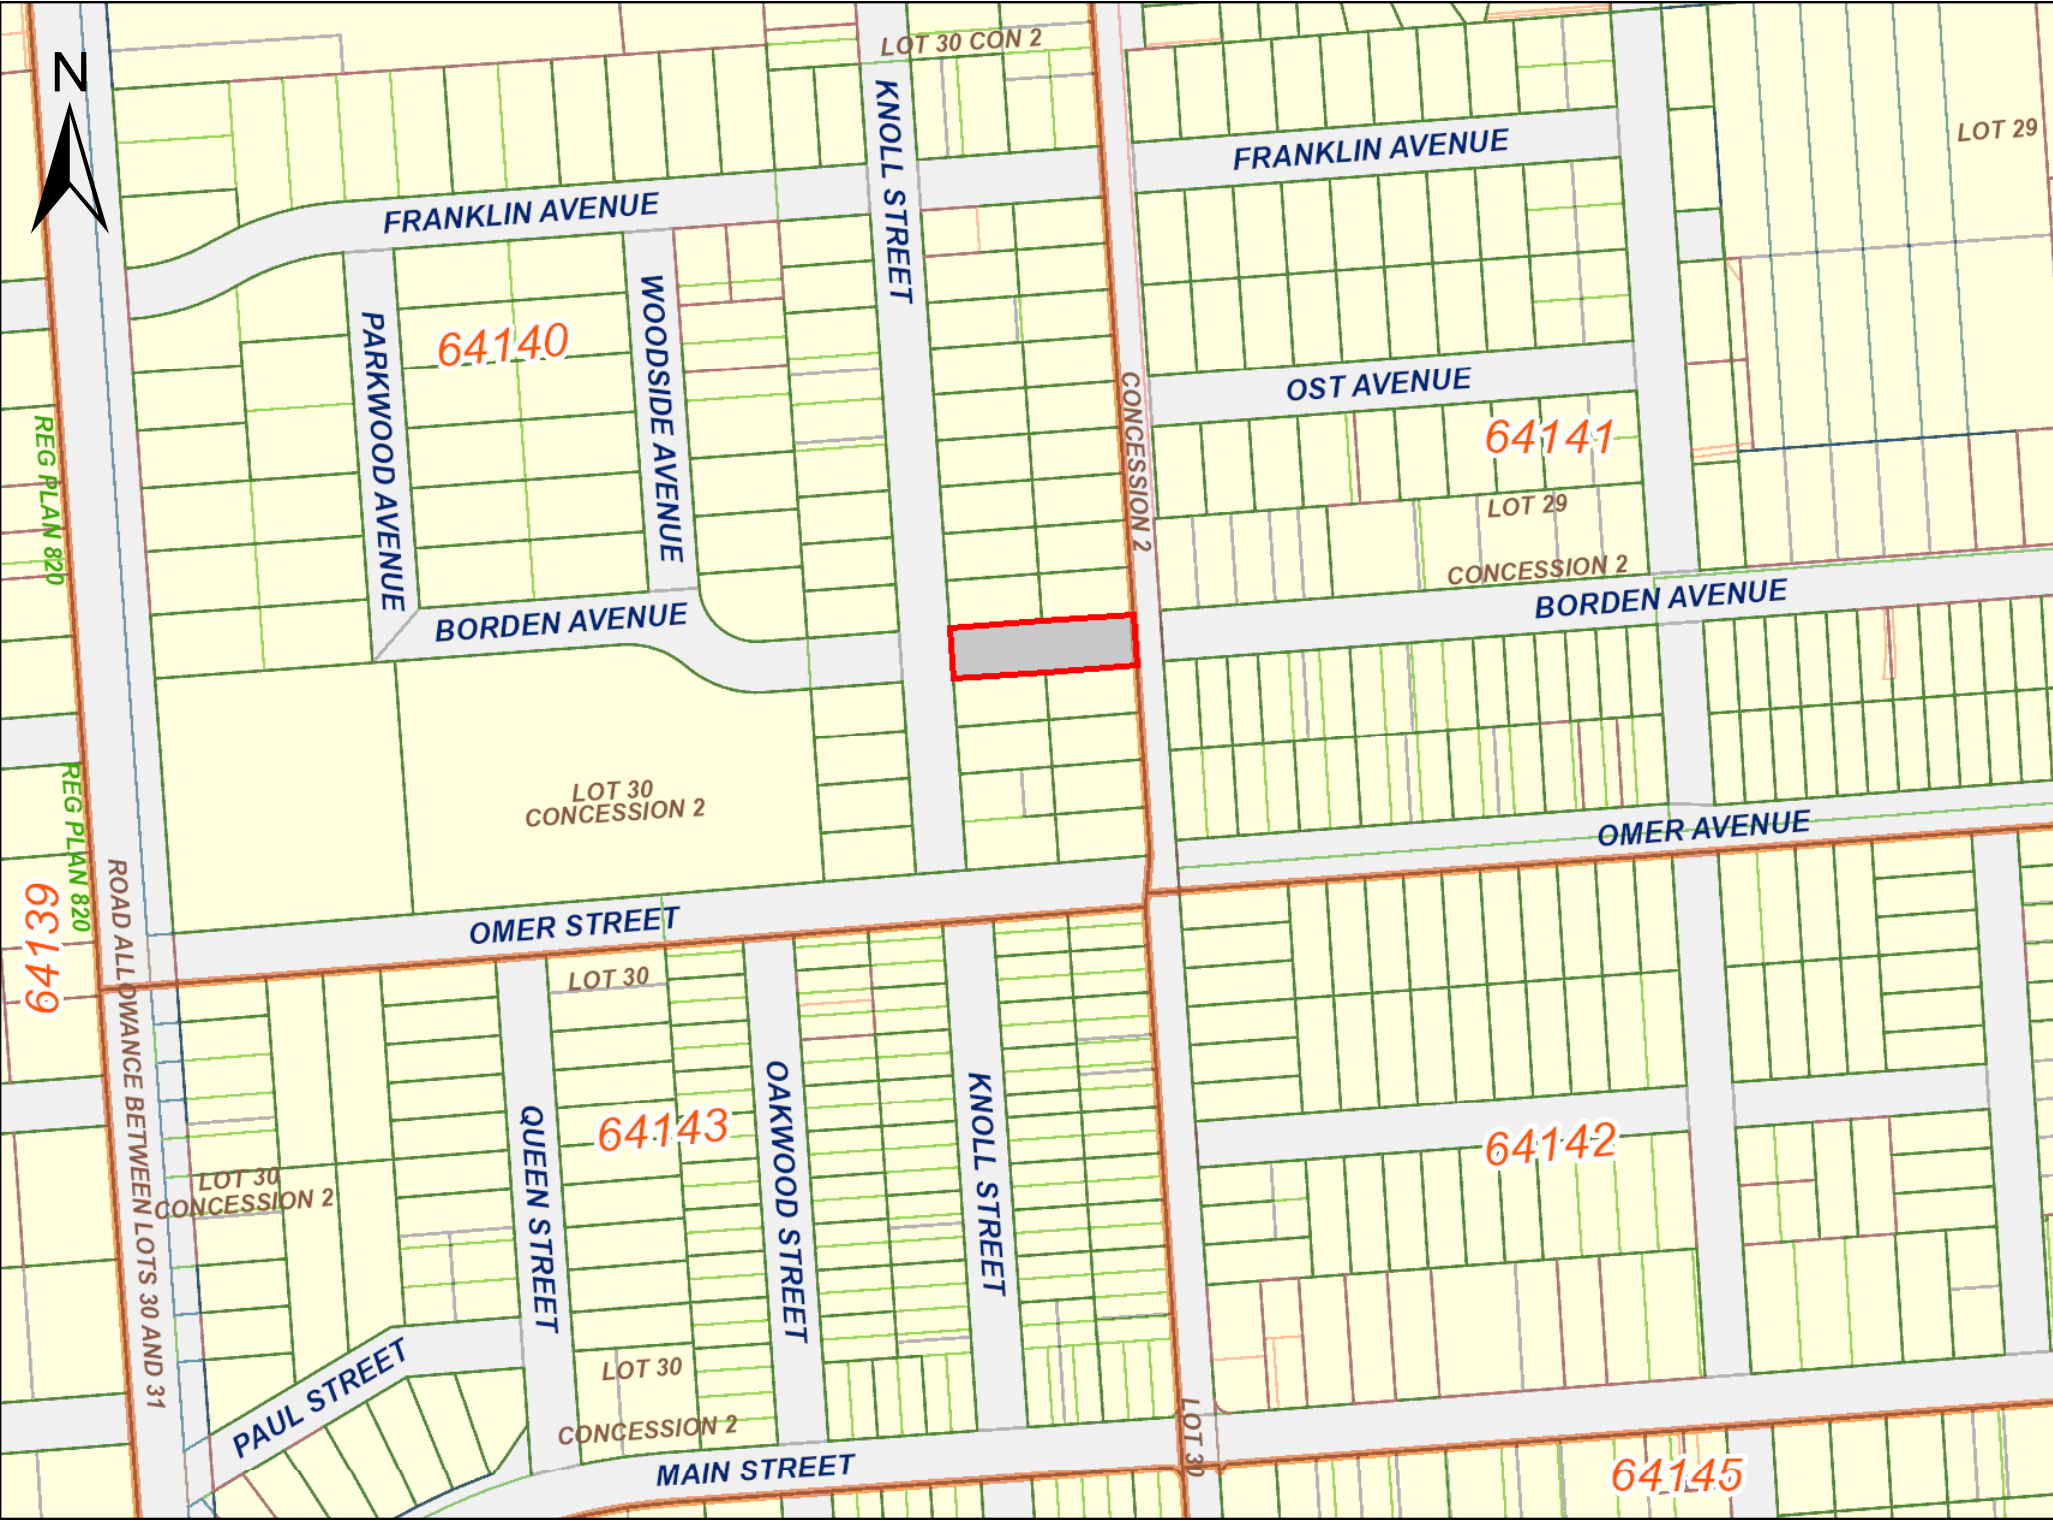 LOT 30 CON 2
N
KNOLL STREET
FRANKLIN AVENUE
LOT 29
FRANKLIN AVENUE
WOODSIDE AVENUE
PARKWOOD AVENUE
64140
CONCESSION 2
OST AVENUE
64141
REG PLAN 820
LOT 29
CONCESSION 2
BORDEN AVENUE
BORDEN AVENUE
REG PLAN 820
LOT 30
CONCESSION 2
OMER AVENUE
64139
ROAD ALLOWANCE BETWEEN LOTS 30 AND 31
OMER STREET
LOT 30
OAKWOOD STREET
KNOLL STREET
QUEEN STREET
64143
64142
LOT 30
CONCESSION 2
PAUL STREET
LOT 30
CONCESSION 2
LOT 30
MAIN STREET
64145